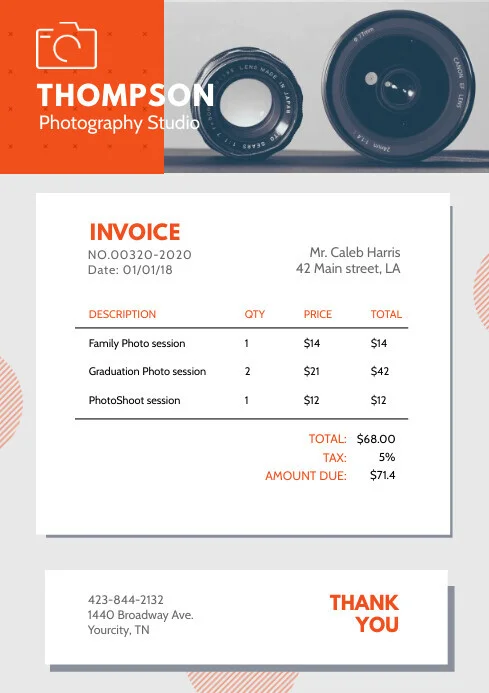 THOMPSON
Photography Studio
INVOICE
NO.00320-2020
Date: 01/01/18
Mr. Caleb Harris
42 Main street, LA
DESCRIPTION QTY PRICE TOTAL
Family Photo session 1 $14 $14
Graduation Photo session 2 $21 $42
PhotoShoot session 1 $12 $12
TOTAL: $68.00
TAX: 5%
AMOUNT DUE: $71.4
423-844-2132
1440 Broadway Ave.
Yourcity, TN
THANK
YOU